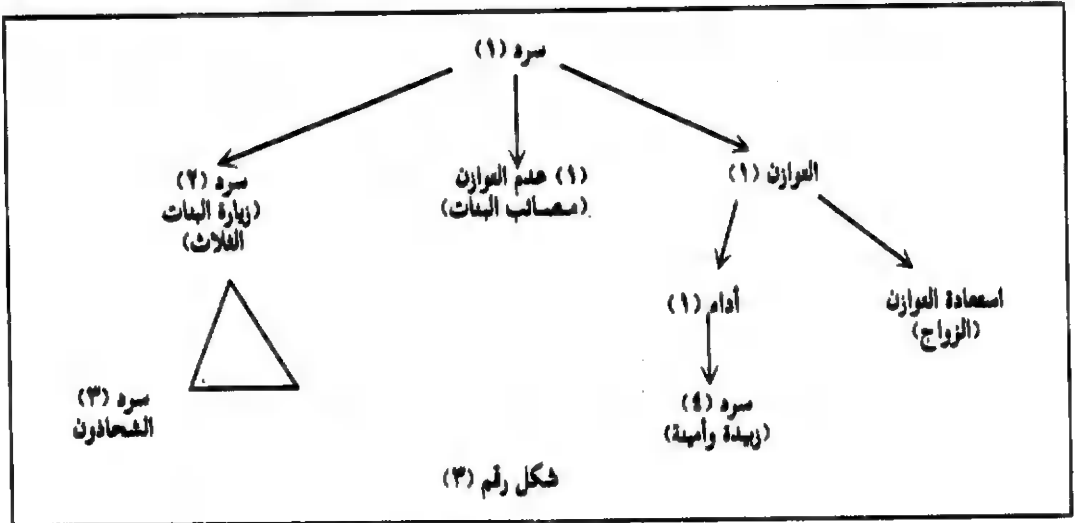 سرد (١)
التوازن (١)
(١) عدم التوازن
(مصائب البنات)
سرد (٢)
(زيارة البنات
الثلاث)
استعادة التوازن
(الزواج)
أداء (١)
سرد (٣)
الشحاذون
سرد (٤)
(زبيدة وأمينة)
شكل رقم (٣)